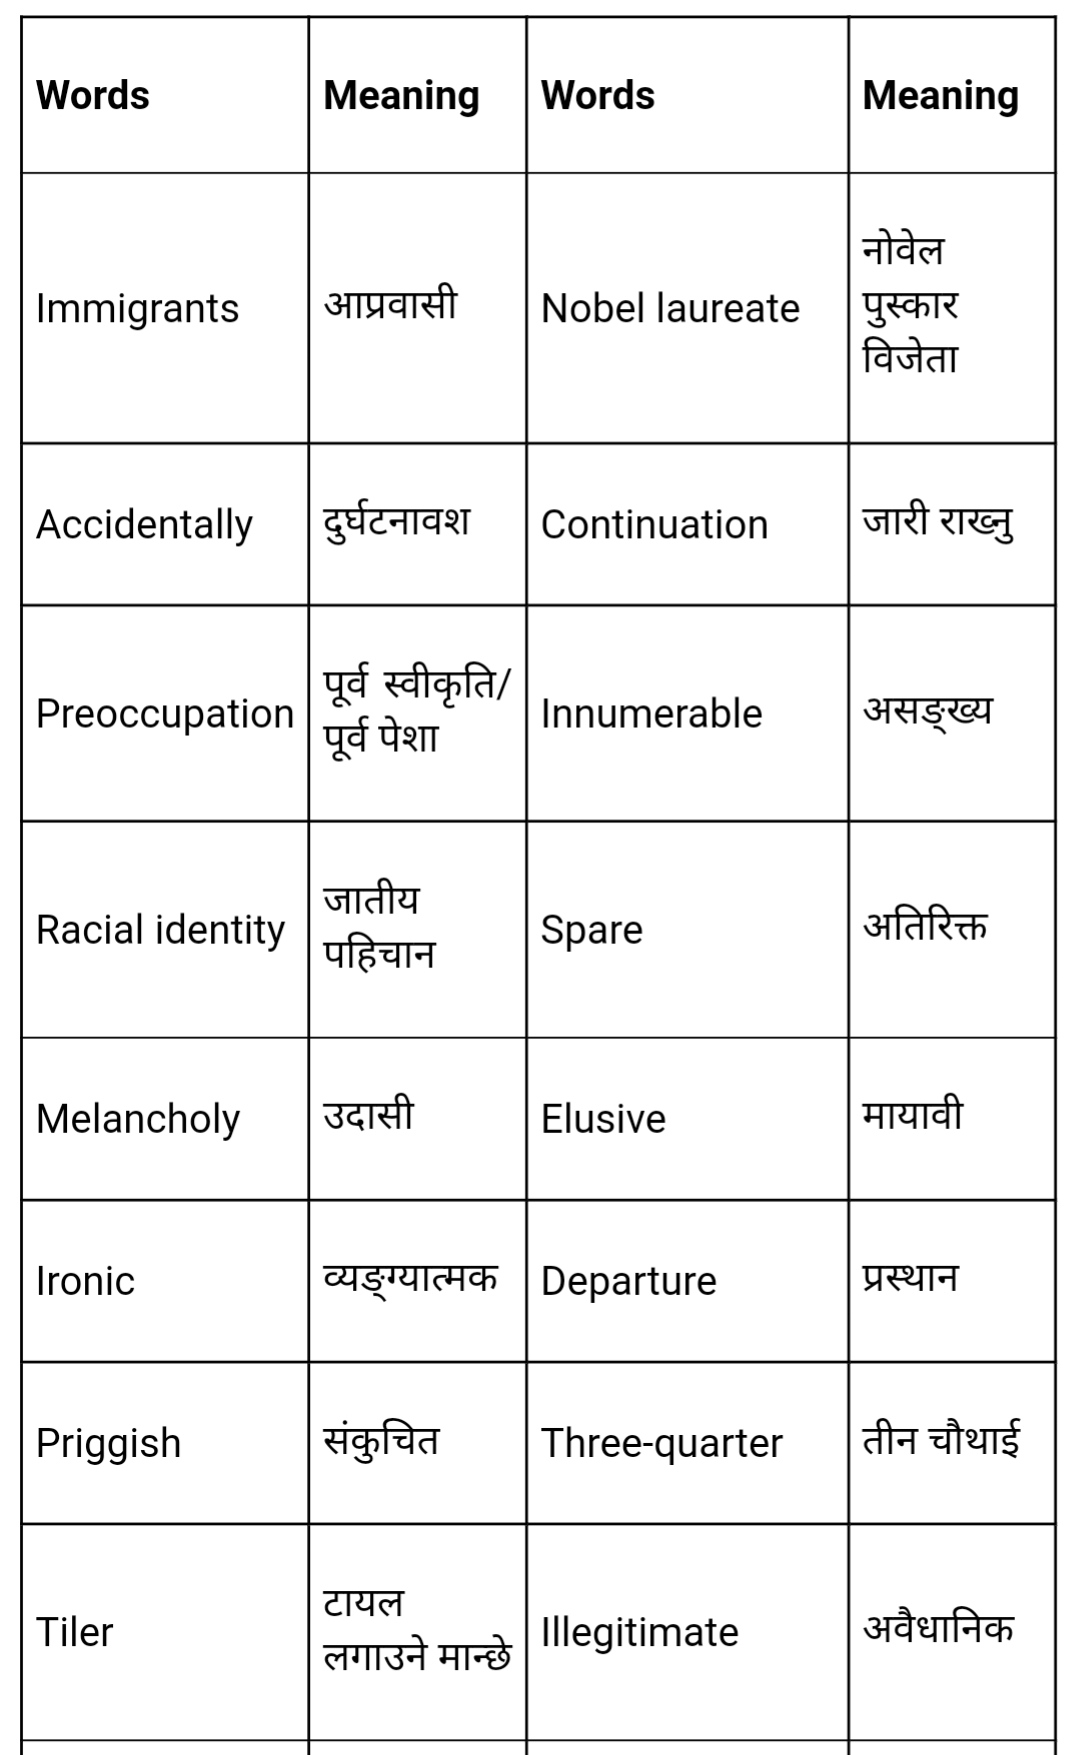 Words Meaning Words Meaning
Immigrants आप्रवासी Nobel laureate नोवेल
पुस्कार
विजेता
Accidentally दुर्घटनावश Continuation जारी राख्नु
Preoccupation पूर्व स्वीकृति/
पूर्व पेशा Innumerable असङ्ख्य
Racial identity जातीय
पहिचान Spare अतिरिक्त
Melancholy उदासी Elusive मायावी
Ironic व्यङ्ग्यात्मक Departure प्रस्थान
Priggish संकुचित Three-quarter तीन चौथाई
Tiler टायल
लगाउने मान्छे Illegitimate अवैधानिक